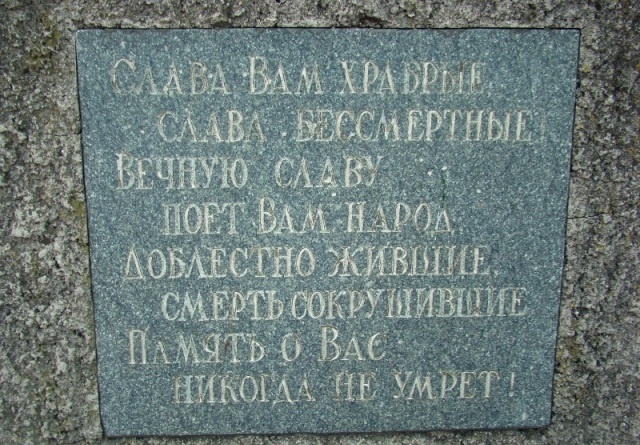 Слава Вам храбрые,
слава бессмертные!
Вечную славу
поет Вам народ.
Доблестно жившие,
смерть сокрушившие
Память о Вас
никогда не умрет!